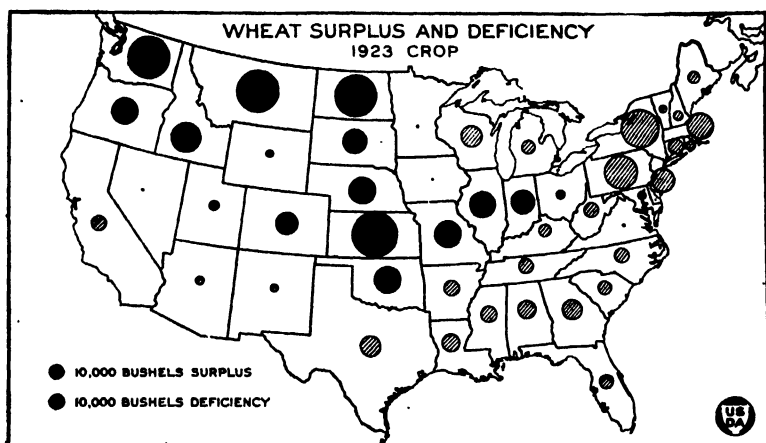 WHEAT SURPLUS AND DEFICIENCY
1923 CROP
10,000 BUSHELS SURPLUS
10,000 BUSHELS DEFICIENCY
US
DA